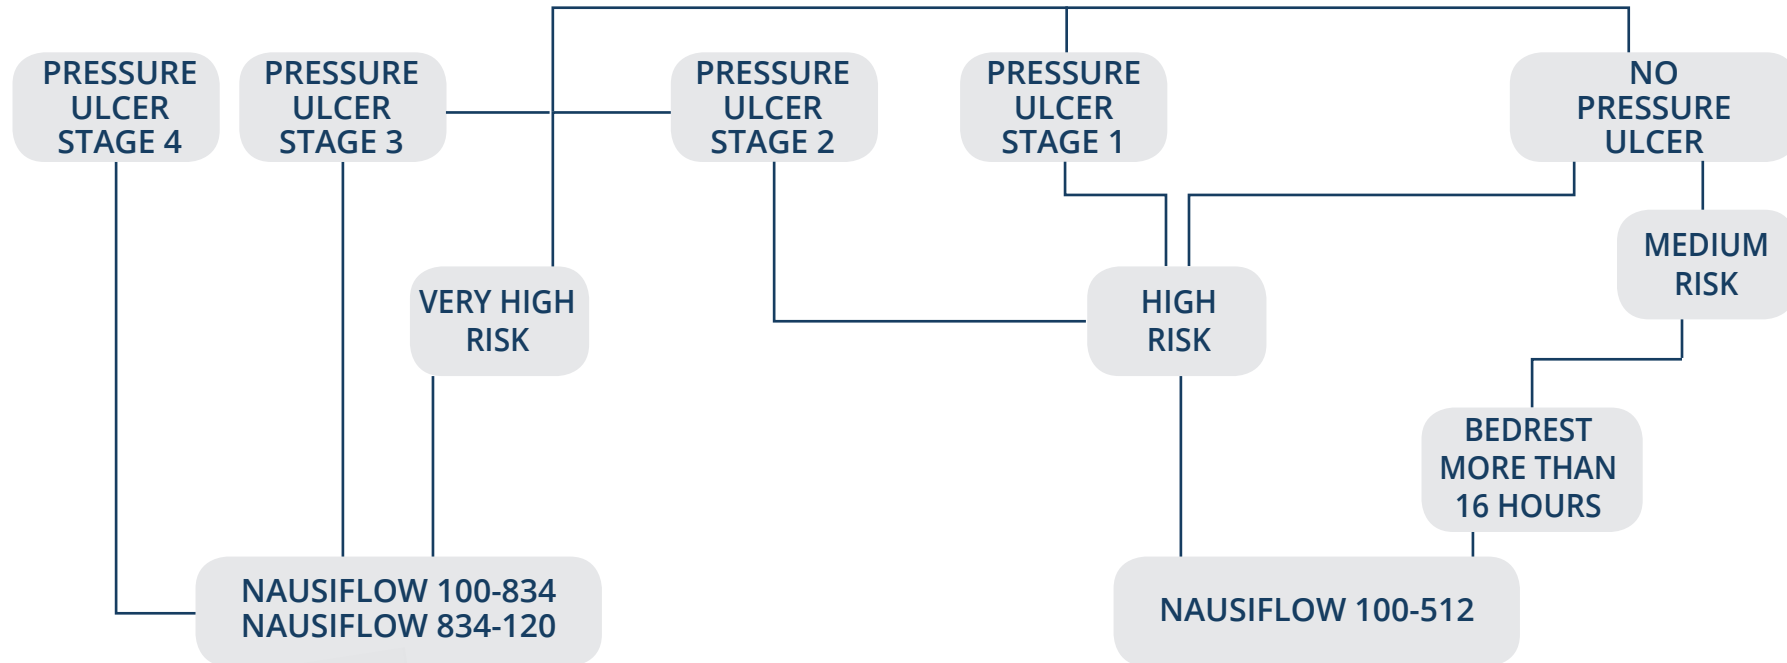 PRESSURE
ULCER
STAGE 4
PRESSURE
ULCER
STAGE 3
PRESSURE
ULCER
STAGE 2
PRESSURE
ULCER
STAGE 1
NO
PRESSURE
ULCER
MEDIUM
RISK
VERY HIGH
RISK
HIGH
RISK
BEDREST
MORE THAN
16 HOURS
NAUSIFLOW 100-834
NAUSIFLOW 834-120
NAUSIFLOW 100-512